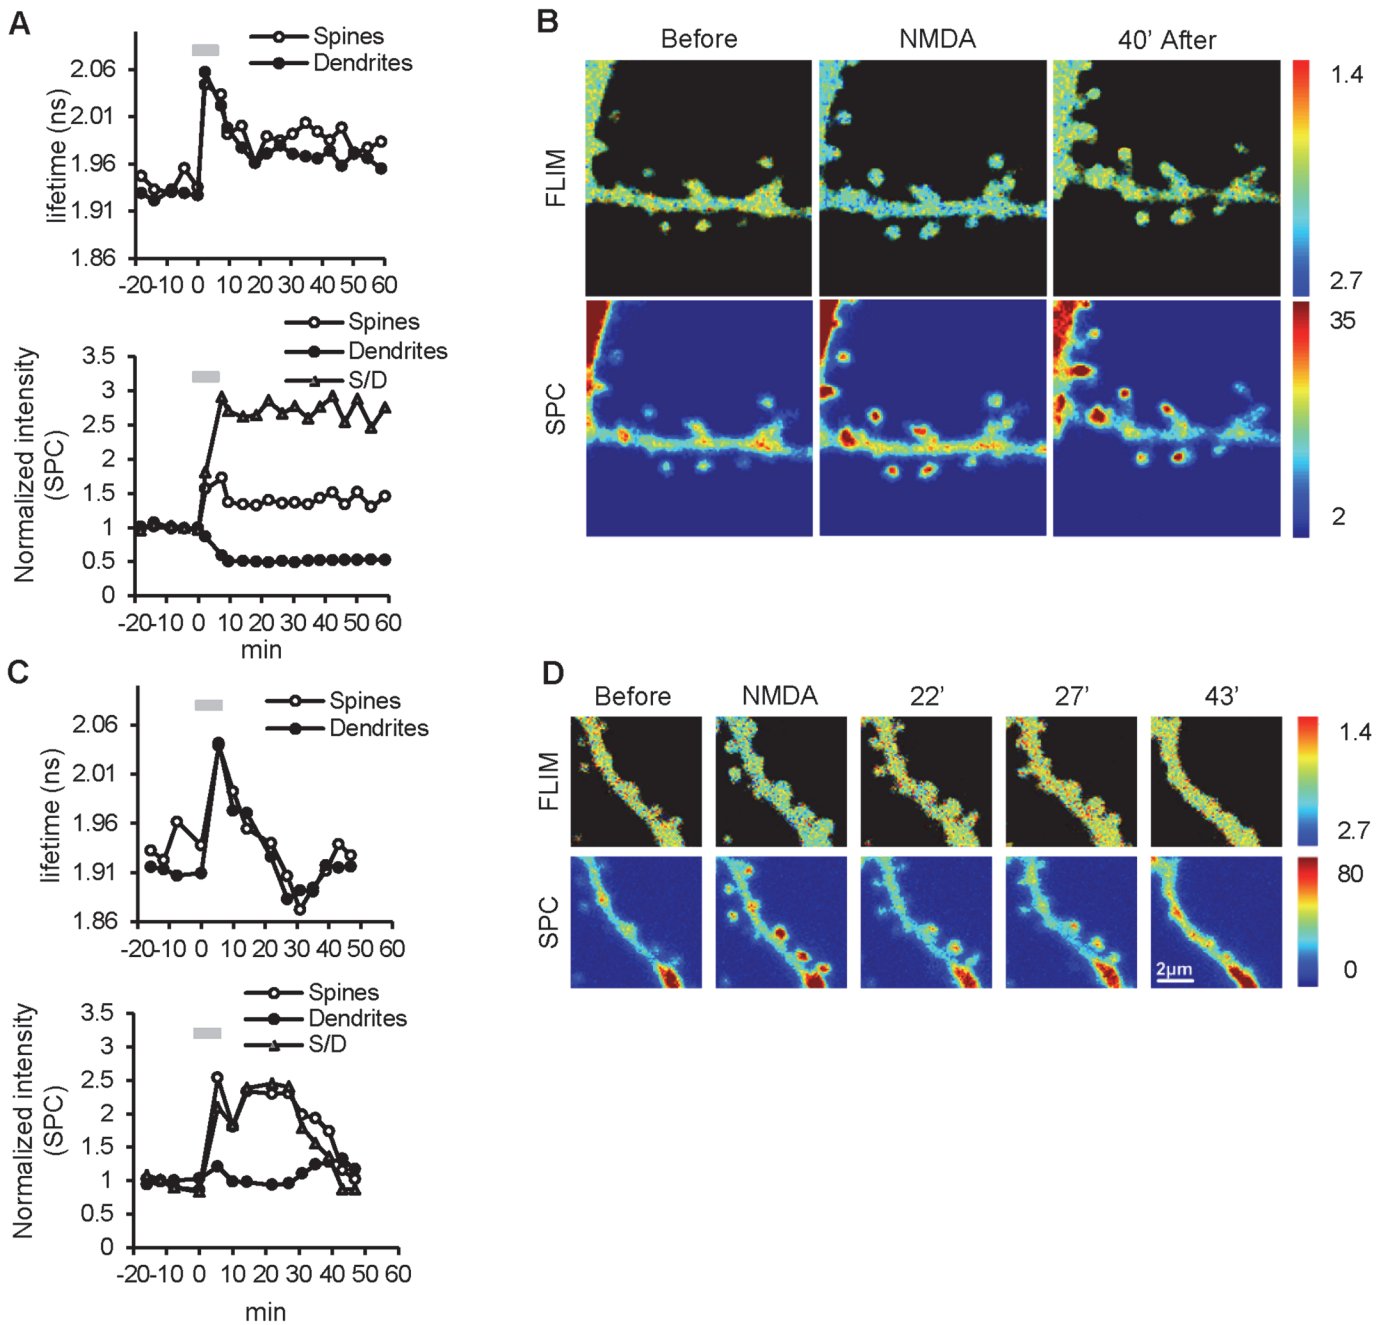 A
Spines
Dendrites
lifetime (ns)
2.06
2.01
1.96
1.91
1.86
-20-10 0 10 20 30 40 50 60
Spines
Dendrites
S/D
Normalized intensity
(SPC)
3.5
3
2.5
2
1.5
1
0.5
0
-20-10 0 10 20 30 40 50 60
min
B
Before NMDA 40' After
FLIM
1.4
2.7
SPC
35
2
C
Spines
Dendrites
lifetime (ns)
2.06
2.01
1.96
1.91
1.86
-20-10 0 10 20 30 40 50 60
Spines
Dendrites
S/D
Normalized intensity
(SPC)
3.5
3
2.5
2
1.5
1
0.5
0
-20-10 0 10 20 30 40 50 60
min
D
Before NMDA 22' 27' 43'
FLIM
1.4
2.7
SPC
80
0
2µm